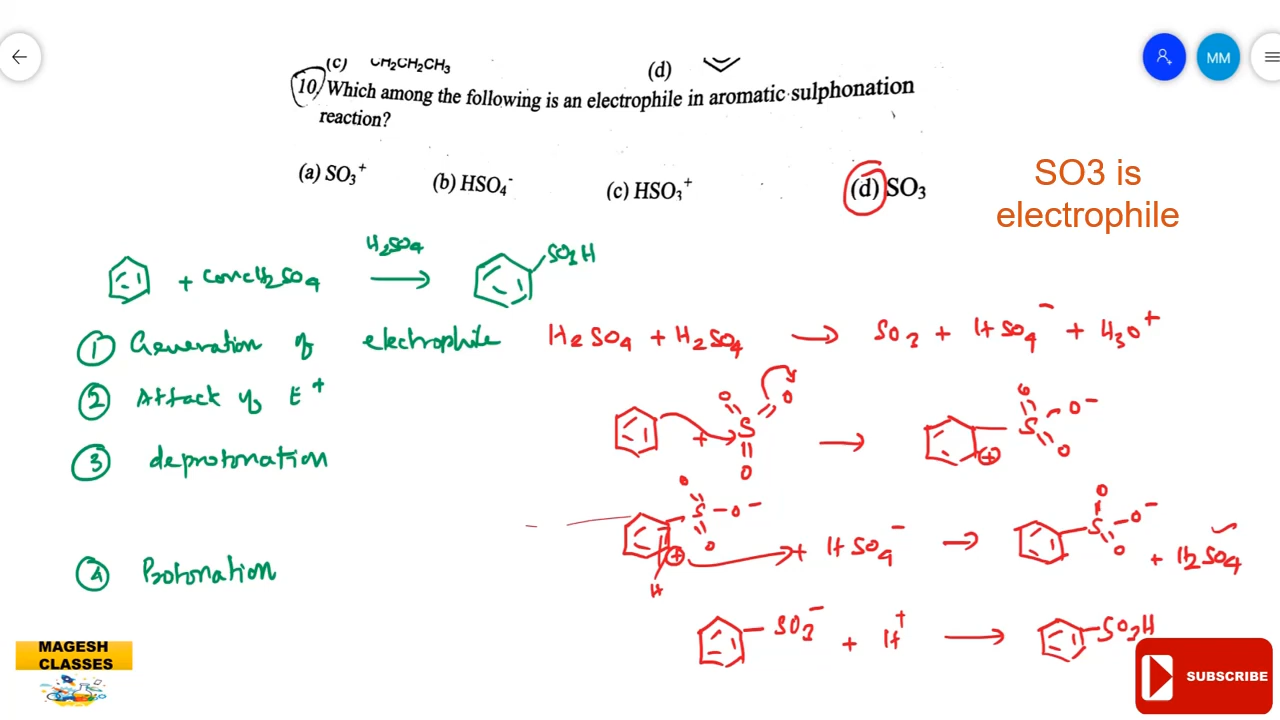 MM
(c) CH₂CH₂CH₃ (d)
10) Which among the following is an electrophile in aromatic sulphonation
reaction?
(a) SO₃⁺ (b) HSO₄⁻ (c) HSO₃⁺ (d) SO₃
SO3 is
electrophile
+ conc H₂SO₄ H₂SO₄ → SO₃H
① Generation of electrophile H₂SO₄ + H₂SO₄ → SO₃ + HSO₄⁻ + H₃O⁺
② Attack of E⁺
+ O O S O → O S O⁻ O ⊕
③ deprotonation
O S – O⁻ O ⊕ H + HSO₄⁻ → O S – O⁻ O + H₂SO₄
④ Protonation
SO₃⁻ + H⁺ → SO₃H
MAGESH
CLASSES
SUBSCRIBE